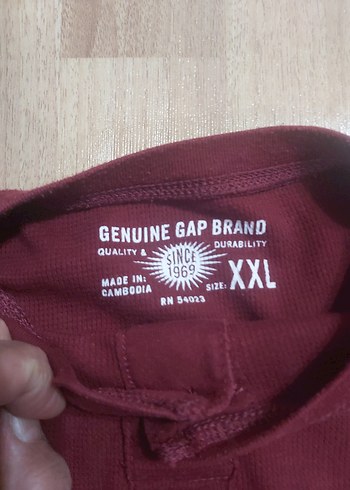 GENUINE GAP BRAND
QUALITY & DURABILITY
SINCE
1969
MADE IN:
CAMBODIA
SIZE: XXL
RN 54023